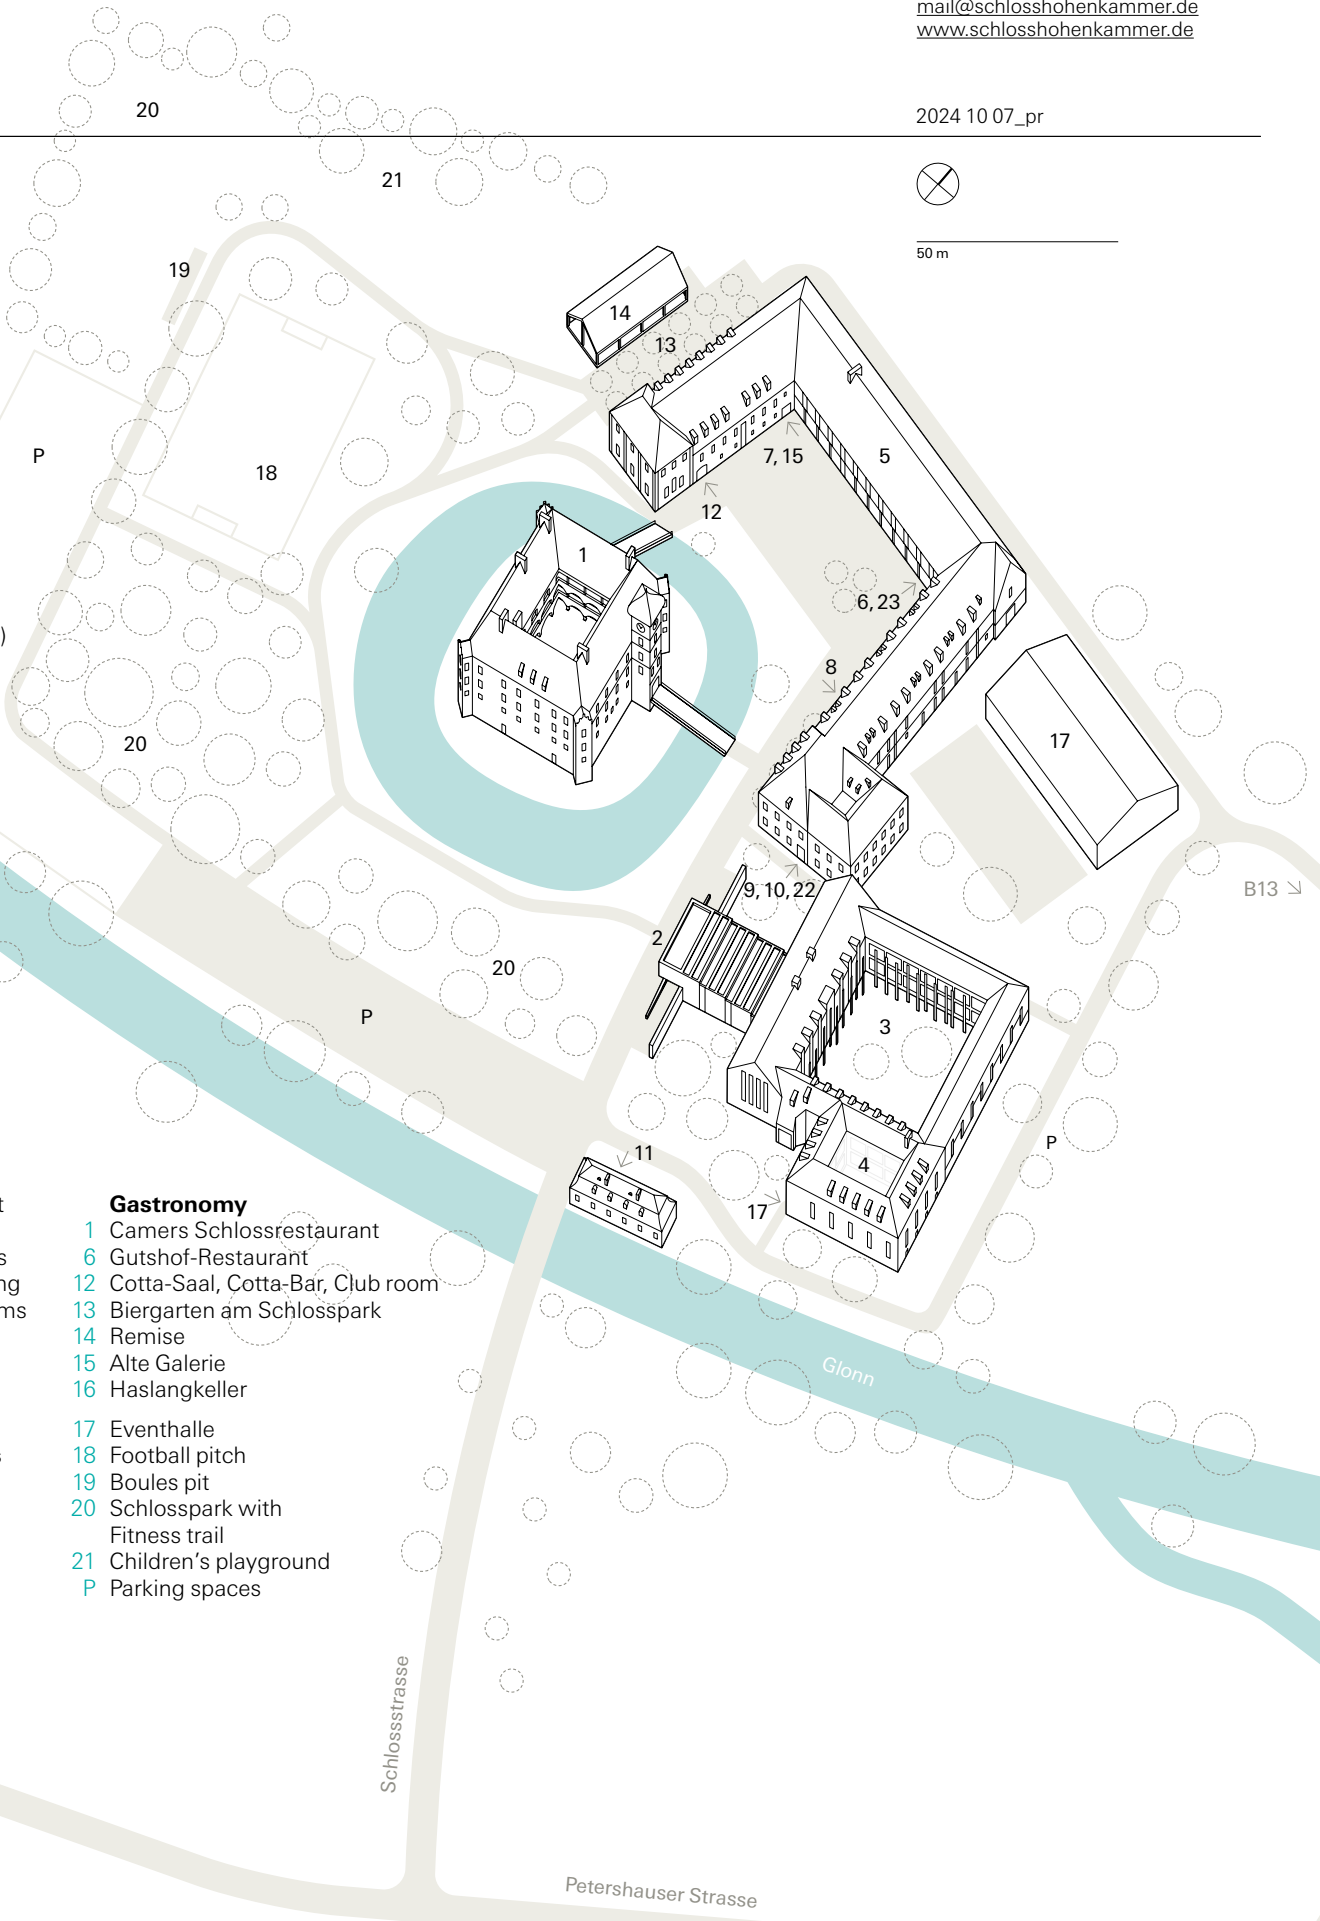 mail@schlosshohenkammer.de
www.schlosshohenkammer.de
20
2024 10 07_pr
21
50 m
19
14
13
P
18
7, 15
5
12
1
6, 23
)
8
20
17
9, 10, 22
B13
2
20
P
3
P
11
4
17
t
s
ng
ms
s
Gastronomy
1 Camers Schlossrestaurant
6 Gutshof-Restaurant
12 Cotta-Saal, Cotta-Bar, Club room
13 Biergarten am Schlosspark
14 Remise
15 Alte Galerie
16 Haslangkeller
17 Eventhalle
18 Football pitch
19 Boules pit
20 Schlosspark with
Fitness trail
21 Children's playground
P Parking spaces
Glonn
Schlossstrasse
Petershauser Strasse